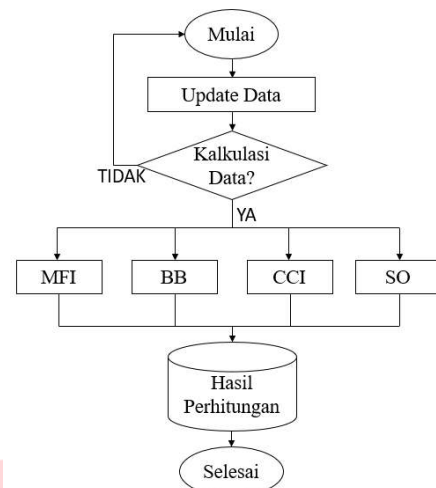 Mulai
Update Data
Kalkulasi
Data?
TIDAK
YA
MFI
BB
CCI
SO
Hasil
Perhitungan
Selesai